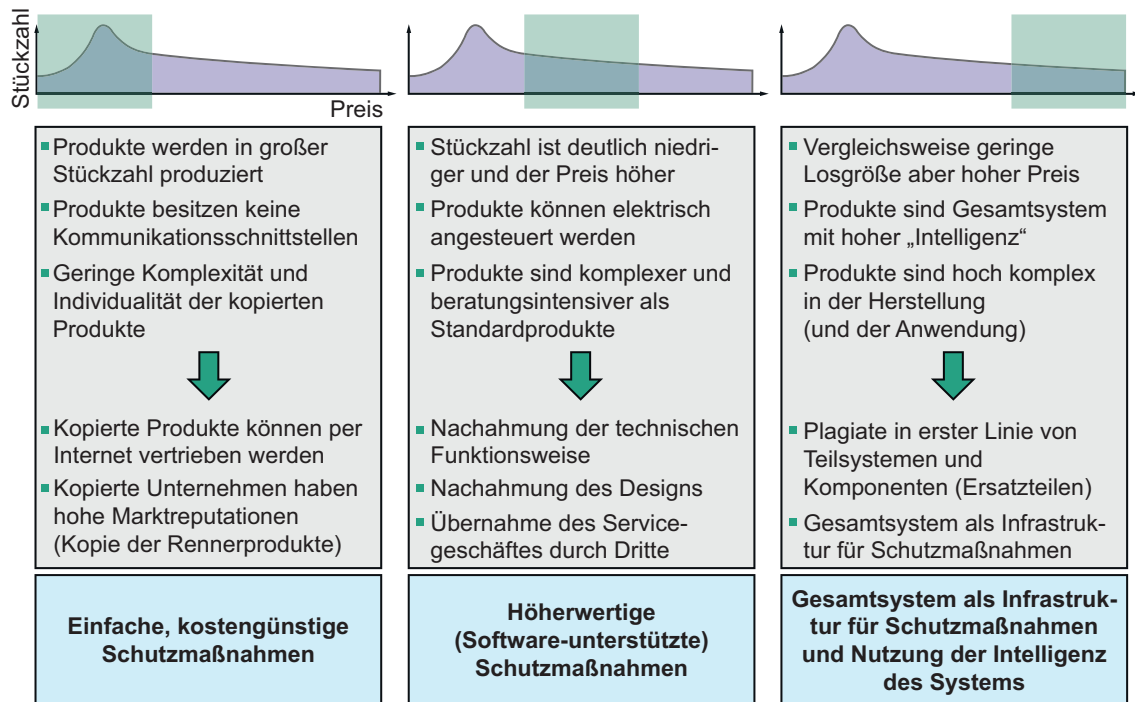 Stückzahl
Preis
Produkte werden in großer
Stückzahl produziert
Produkte besitzen keine
Kommunikationsschnittstellen
Geringe Komplexität und
Individualität der kopierten
Produkte
Kopierte Produkte können per
Internet vertrieben werden
Kopierte Unternehmen haben
hohe Marktreputationen
(Kopie der Rennerprodukte)
Einfache, kostengünstige
Schutzmaßnahmen
Stückzahl ist deutlich niedri-
ger und der Preis höher
Produkte können elektrisch
angesteuert werden
Produkte sind komplexer und
beratungsintensiver als
Standardprodukte
Nachahmung der technischen
Funktionsweise
Nachahmung des Designs
Übernahme des Service-
geschäftes durch Dritte
Höherwertige
(Software-unterstützte)
Schutzmaßnahmen
Vergleichsweise geringe
Losgröße aber hoher Preis
Produkte sind Gesamtsystem
mit hoher „Intelligenz“
Produkte sind hoch komplex
in der Herstellung
(und der Anwendung)
Plagiate in erster Linie von
Teilsystemen und
Komponenten (Ersatzteilen)
Gesamtsystem als Infrastruk-
tur für Schutzmaßnahmen
Gesamtsystem als Infrastruk-
tur für Schutzmaßnahmen
und Nutzung der Intelligenz
des Systems